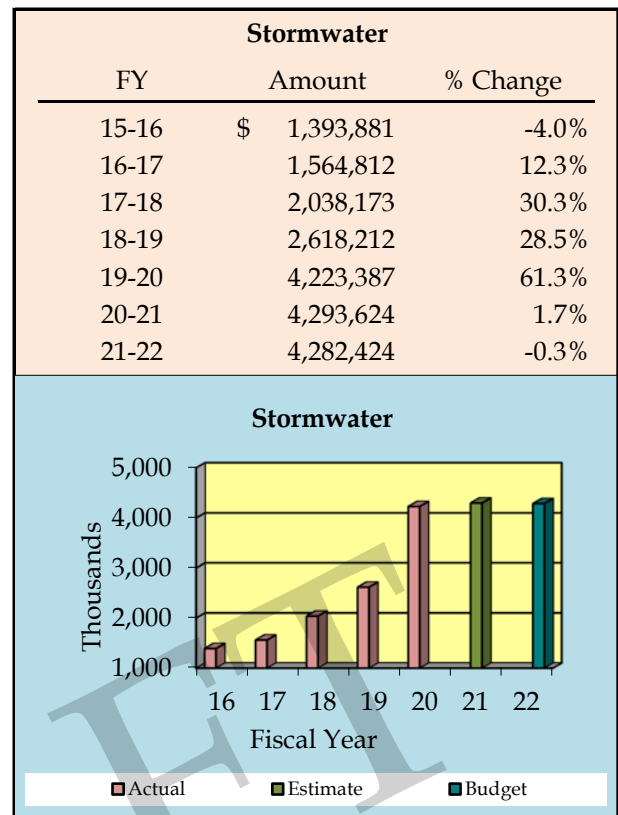 Stormwater
FY Amount % Change
15-16 $ 1,393,881 -4.0%
16-17 1,564,812 12.3%
17-18 2,038,173 30.3%
18-19 2,618,212 28.5%
19-20 4,223,387 61.3%
20-21 4,293,624 1.7%
21-22 4,282,424 -0.3%
Stormwater
5,000
4,000
3,000
2,000
1,000
Thousands
16 17 18 19 20 21 22
Fiscal Year
Actual Estimate Budget
FT